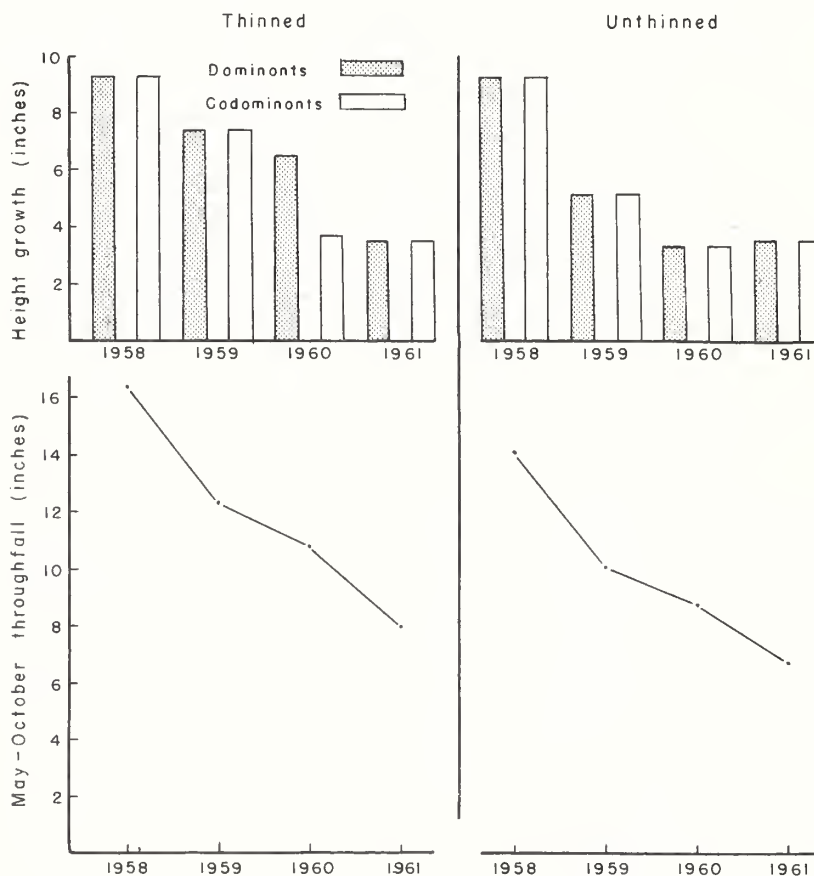 Thinned
Unthinned
Dominonts
Codominonts
Height growth (inches)
10
8
6
4
2
1958 1959 1960 1961
1958 1959 1960 1961
May-October throughfall (inches)
16
14
12
10
8
6
4
2
1958 1959 1960 1961
1958 1959 1960 1961